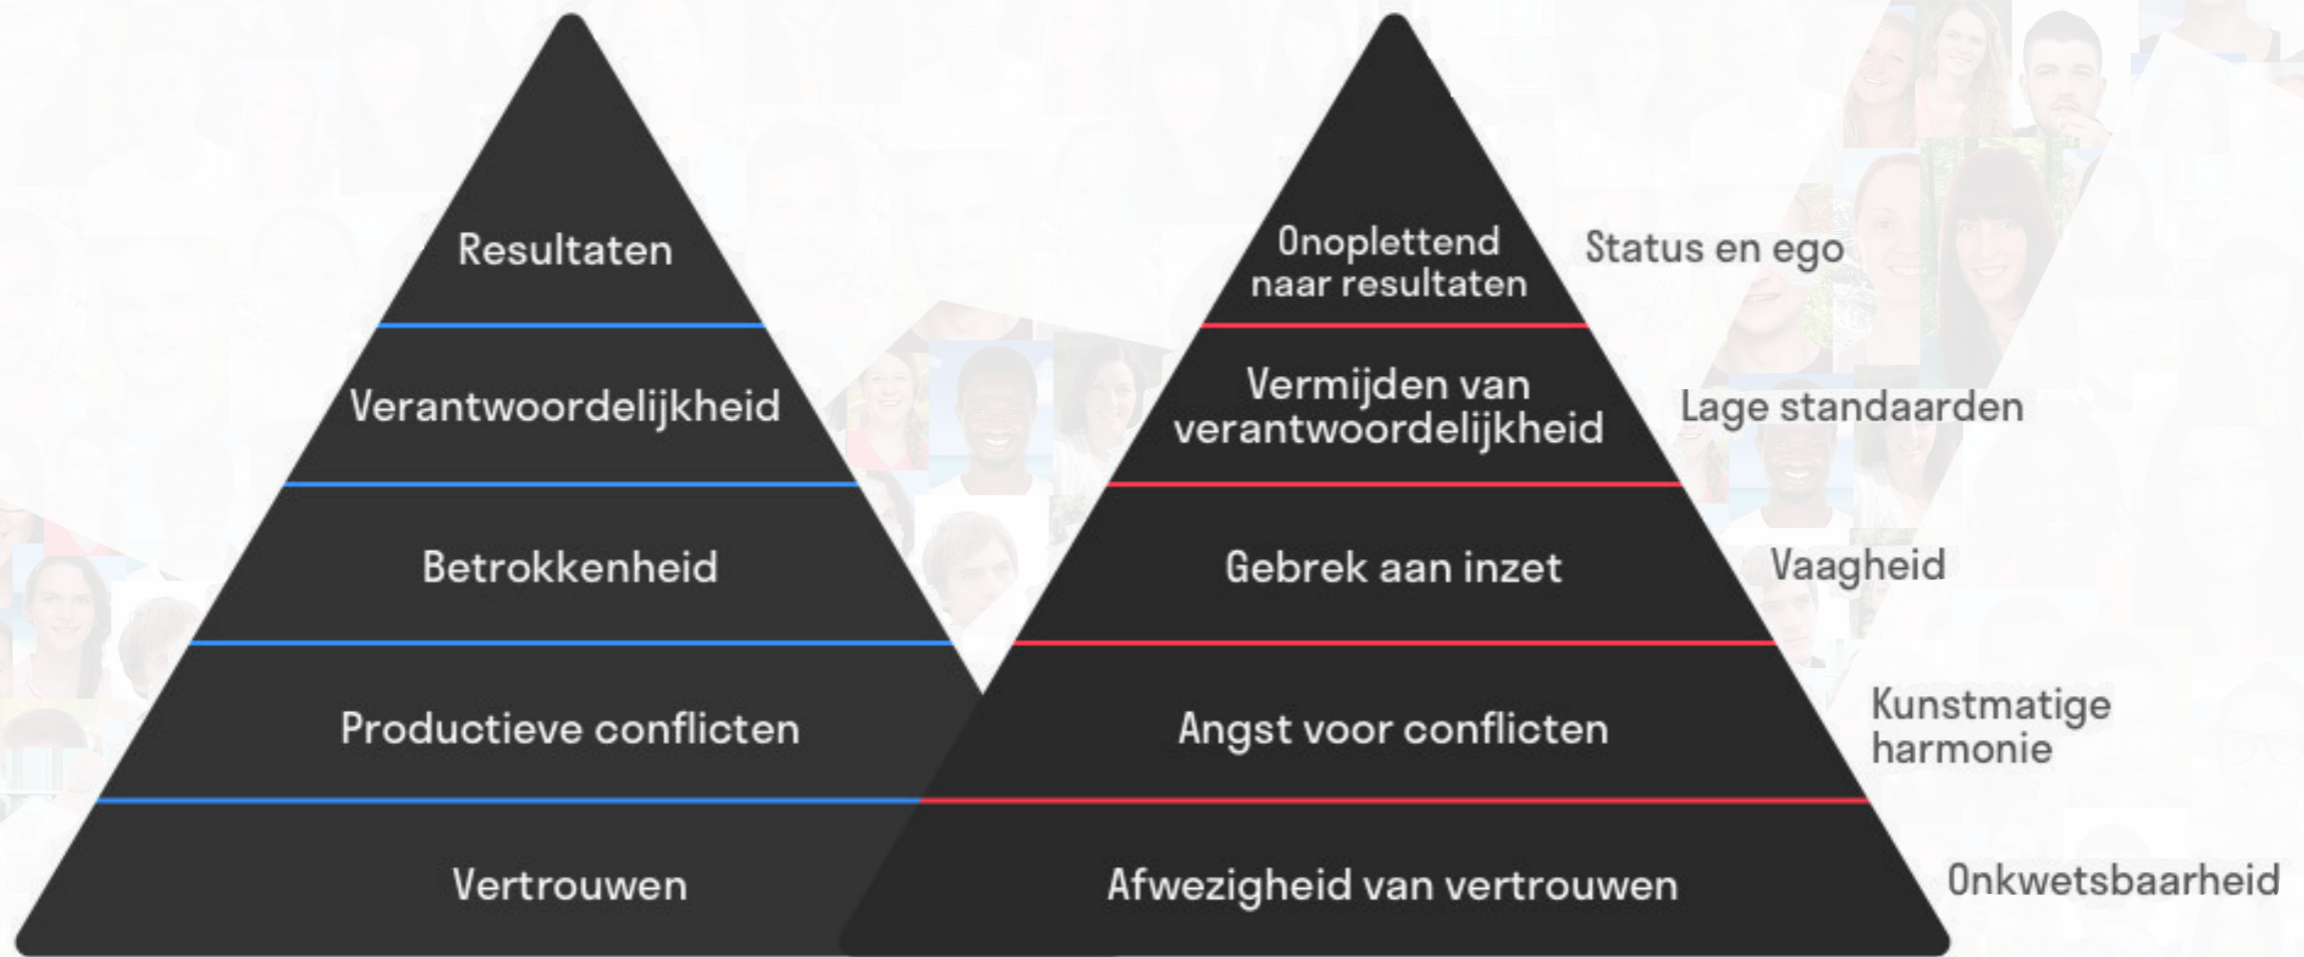 Resultaten
Verantwoordelijkheid
Betrokkenheid
Productieve conflicten
Vertrouwen
Onoplettend
naar resultaten
Status en ego
Vermijden van
verantwoordelijkheid
Lage standaarden
Gebrek aan inzet
Vaagheid
Angst voor conflicten
Kunstmatige
harmonie
Afwezigheid van vertrouwen
Onkwetsbaarheid